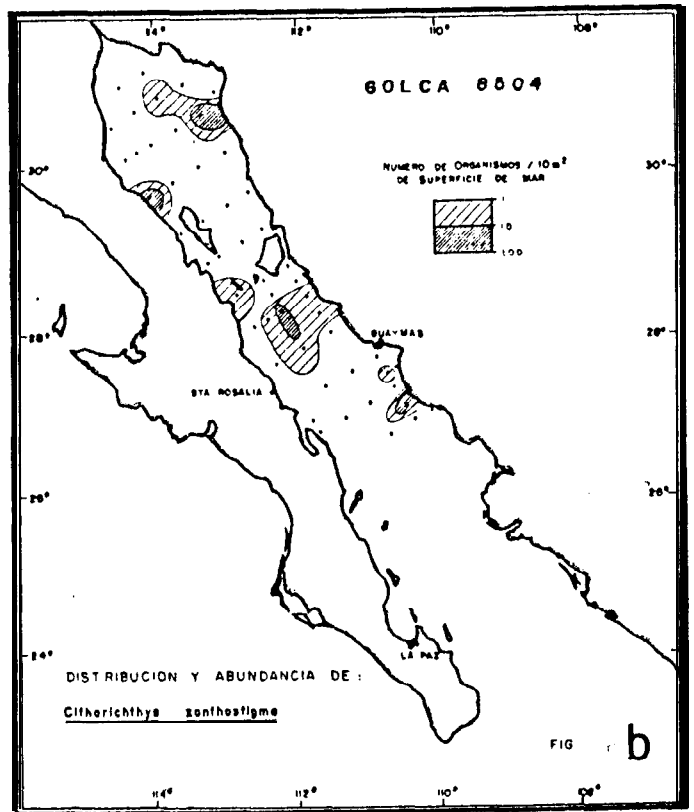 114° 112° 110° 108°
GOLCA 8504
NUMERO DE ORGANISMOS / 10 m²
DE SUPERFICIE DE MAR
1
10
100
30° 30°
28° 28°
GUAYMAS
STA ROSALIA
26° 26°
24° 24°
LA PAZ
DISTRIBUCION Y ABUNDANCIA DE :
Citharichthys xanthostigma
FIG b
114° 112° 110° 108°